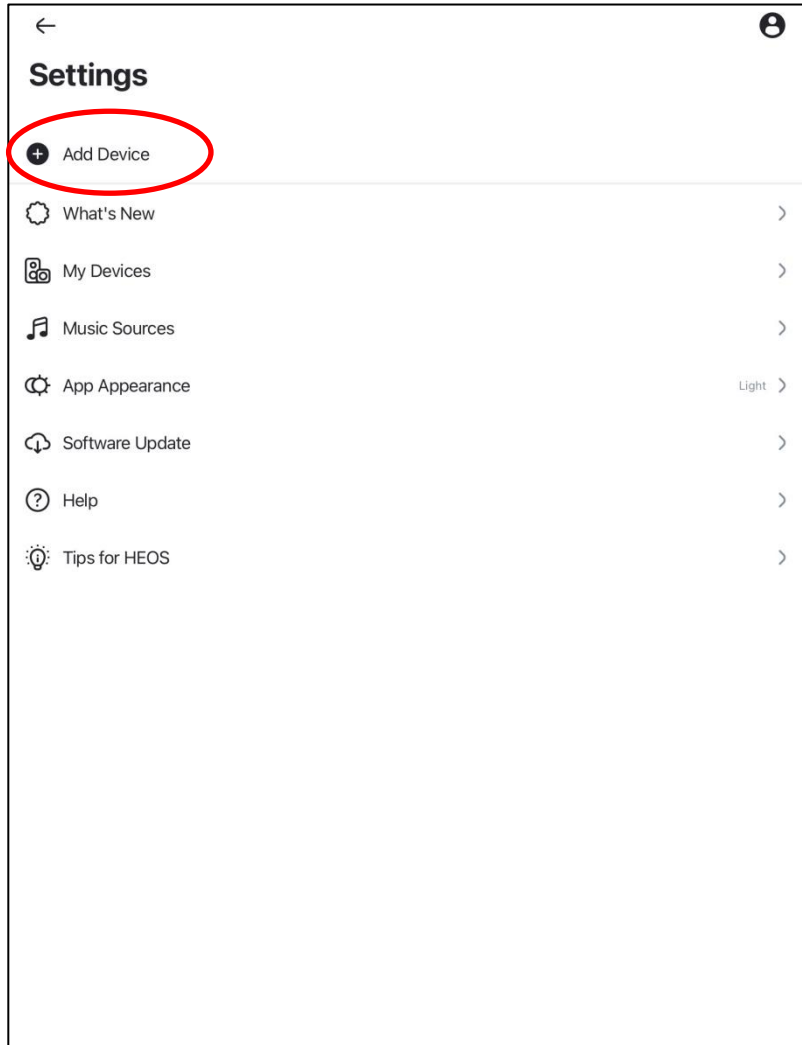 Settings
Add Device
What's New
My Devices
Music Sources
App Appearance Light
Software Update
Help
Tips for HEOS